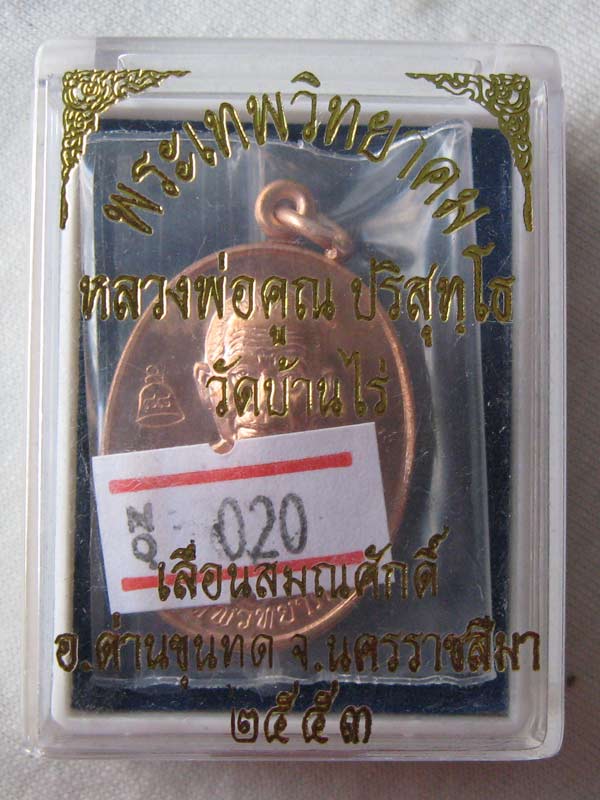 พระเทพวิทยาคม
หลวงพ่อคูณ ปริสุทฺโธ
วัดบ้านไร่
NO 020
เลื่อนสมณศักดิ์
อ.ด่านขุนทด จ.นครราชสีมา
๒๕๕๓